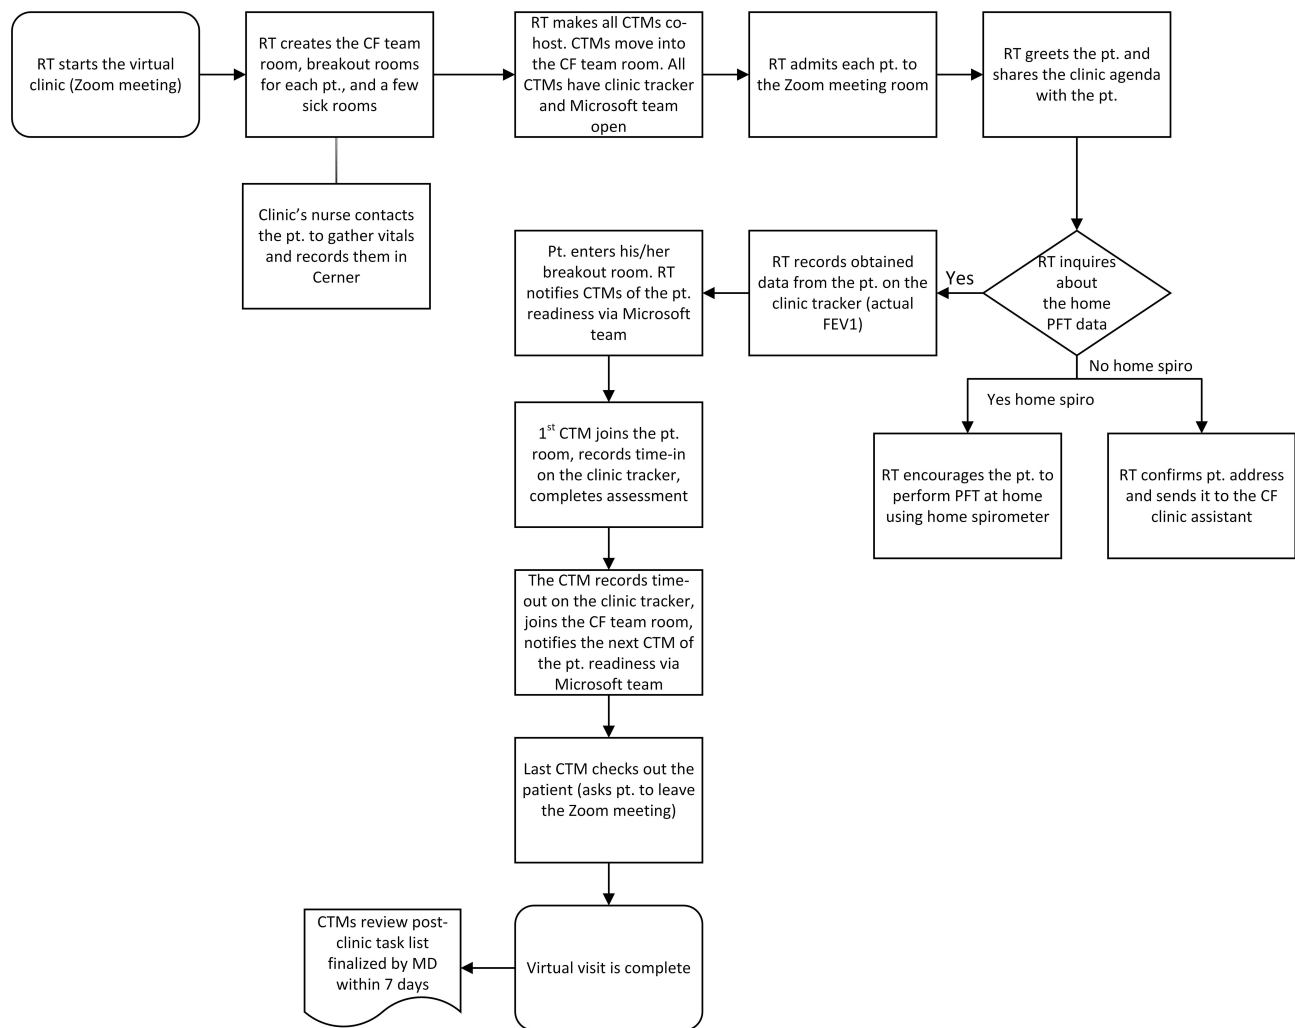 RT starts the virtual
clinic (Zoom meeting)
RT creates the CF team
room, breakout rooms
for each pt., and a few
sick rooms
RT makes all CTMs co-
host. CTMs move into
the CF team room. All
CTMs have clinic tracker
and Microsoft team
open
RT admits each pt. to
the Zoom meeting room
RT greets the pt. and
shares the clinic agenda
with the pt.
Clinic’s nurse contacts
the pt. to gather vitals
and records them in
Cerner
RT inquires
about
the home
PFT data
Yes
RT records obtained
data from the pt. on the
clinic tracker (actual
FEV1)
Pt. enters his/her
breakout room. RT
notifies CTMs of the pt.
readiness via Microsoft
team
No home spiro
Yes home spiro
RT encourages the pt. to
perform PFT at home
using home spirometer
RT confirms pt. address
and sends it to the CF
clinic assistant
1st CTM joins the pt.
room, records time-in
on the clinic tracker,
completes assessment
The CTM records time-
out on the clinic tracker,
joins the CF team room,
notifies the next CTM of
the pt. readiness via
Microsoft team
Last CTM checks out the
patient (asks pt. to leave
the Zoom meeting)
Virtual visit is complete
CTMs review post-
clinic task list
finalized by MD
within 7 days